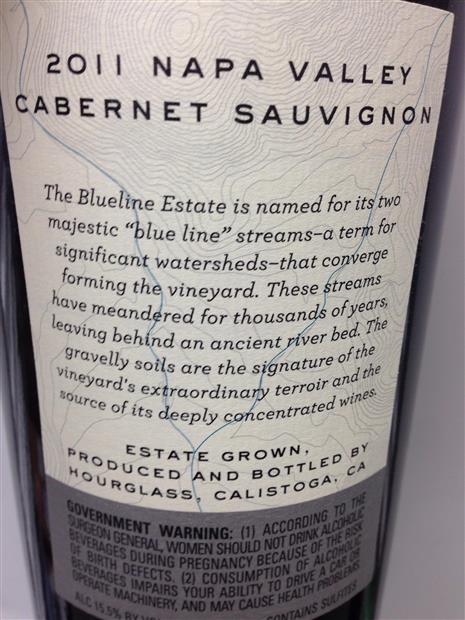 2011 NAPA VALLEY
CABERNET SAUVIGNON
The Blueline Estate is named for its two
majestic “blue line” streams–a term for
significant watersheds–that converge
forming the vineyard. These streams
have meandered for thousands of years,
leaving behind an ancient river bed. The
gravelly soils are the signature of the
vineyard's extraordinary terroir and the
source of its deeply concentrated wines.
ESTATE GROWN,
PRODUCED AND BOTTLED BY
HOURGLASS, CALISTOGA, CA
GOVERNMENT WARNING: (1) ACCORDING TO THE
SURGEON GENERAL, WOMEN SHOULD NOT DRINK ALCOHOLIC
BEVERAGES DURING PREGNANCY BECAUSE OF THE RISK
OF BIRTH DEFECTS. (2) CONSUMPTION OF ALCOHOLIC
BEVERAGES IMPAIRS YOUR ABILITY TO DRIVE A CAR OR
OPERATE MACHINERY, AND MAY CAUSE HEALTH PROBLEMS
ALC 15.5% BY CONTAINS SULFITES